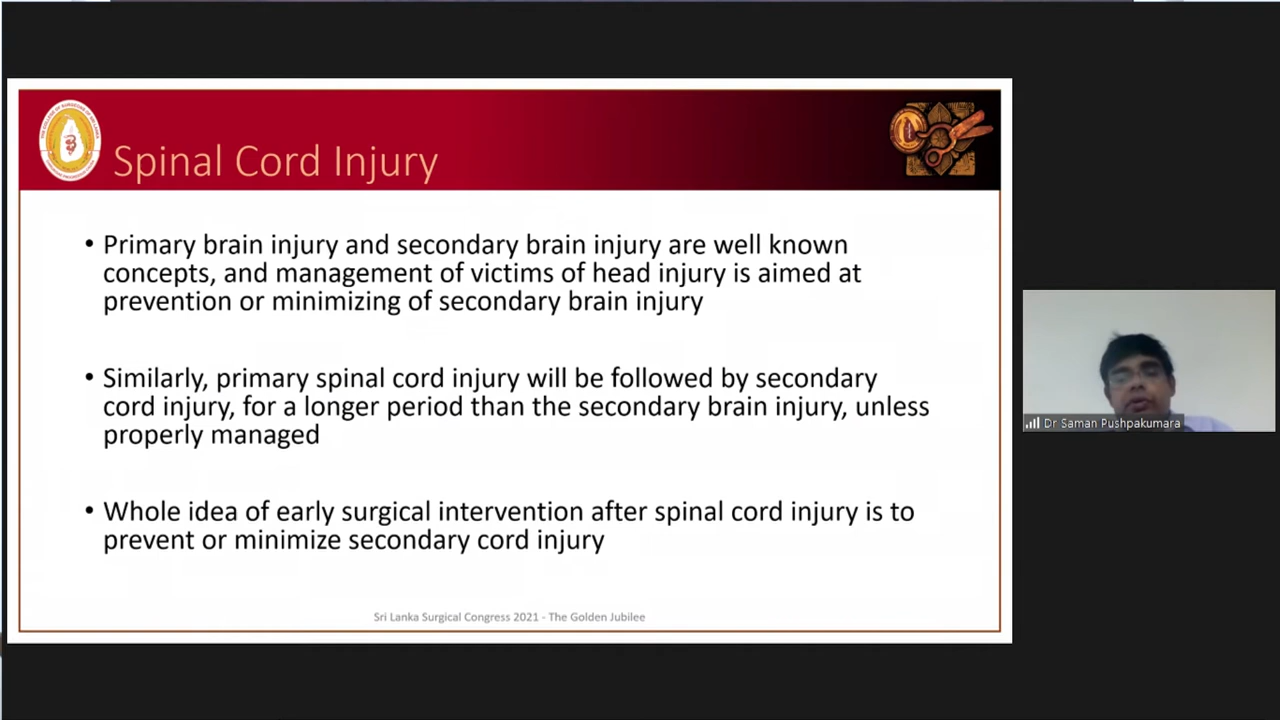 Spinal Cord Injury
• Primary brain injury and secondary brain injury are well known
concepts, and management of victims of head injury is aimed at
prevention or minimizing of secondary brain injury
• Similarly, primary spinal cord injury will be followed by secondary
cord injury, for a longer period than the secondary brain injury, unless
properly managed
• Whole idea of early surgical intervention after spinal cord injury is to
prevent or minimize secondary cord injury
Sri Lanka Surgical Congress 2021 - The Golden Jubilee
Dr Saman Pushpakumara